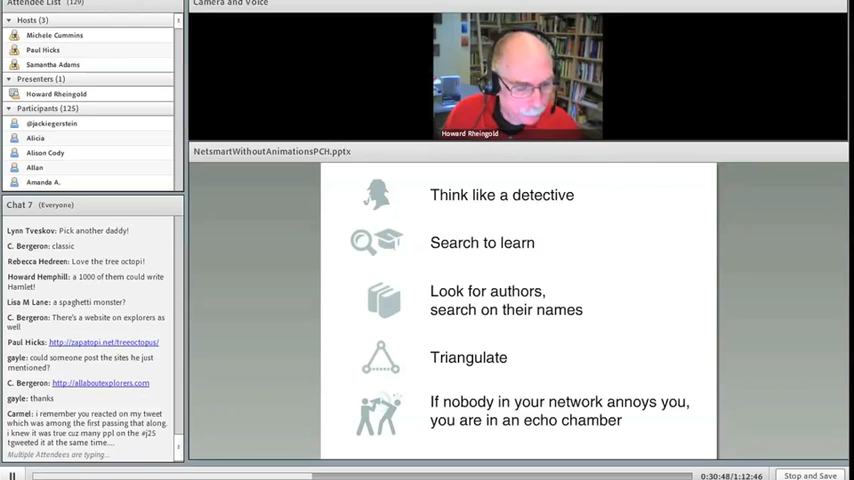 Attendee List (129)
Hosts (3)
Michele Cummins
Paul Hicks
Samantha Adams
Presenters (1)
Howard Rheingold
Participants (125)
@jackiegerstein
Alicia
Alison Cody
Allan
Amanda A.
Chat 7 (Everyone)
Lynn Tveskov: Pick another daddy!
C. Bergeron: classic
Rebecca Hedreen: Love the tree octopi!
Howard Hemphill: a 1000 of them could write
Hamlet!
Lisa M Lane: a spaghetti monster?
C. Bergeron: There's a website on explorers as
well
Paul Hicks: http://zapatopi.net/treeoctopus/
gayle: could someone post the sites he just
mentioned?
C. Bergeron: http://allaboutexplorers.com
gayle: thanks
Carmel: i remember you reacted on my tweet
which was among the first passing that along.
i knew it was true cuz many ppl on the #j25
tgweeted it at the same time....
Multiple Attendees are typing...
Camera and Voice
Howard Rheingold
NetsmartWithoutAnimationsPCH.pptx
Think like a detective
Search to learn
Look for authors,
search on their names
Triangulate
If nobody in your network annoys you,
you are in an echo chamber
0:30:48/1:12:46
Stop and Save